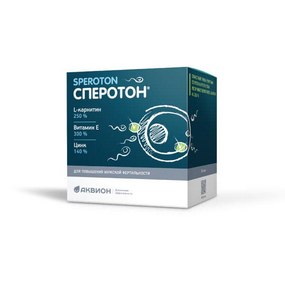 SPEROTON
СПЕРОТОН®
L-карнитин
250 %
Витамин Е
300 %
Цинк
140 %
ДЛЯ ПОВЫШЕНИЯ МУЖСКОЙ ФЕРТИЛЬНОСТИ
АКВИОН